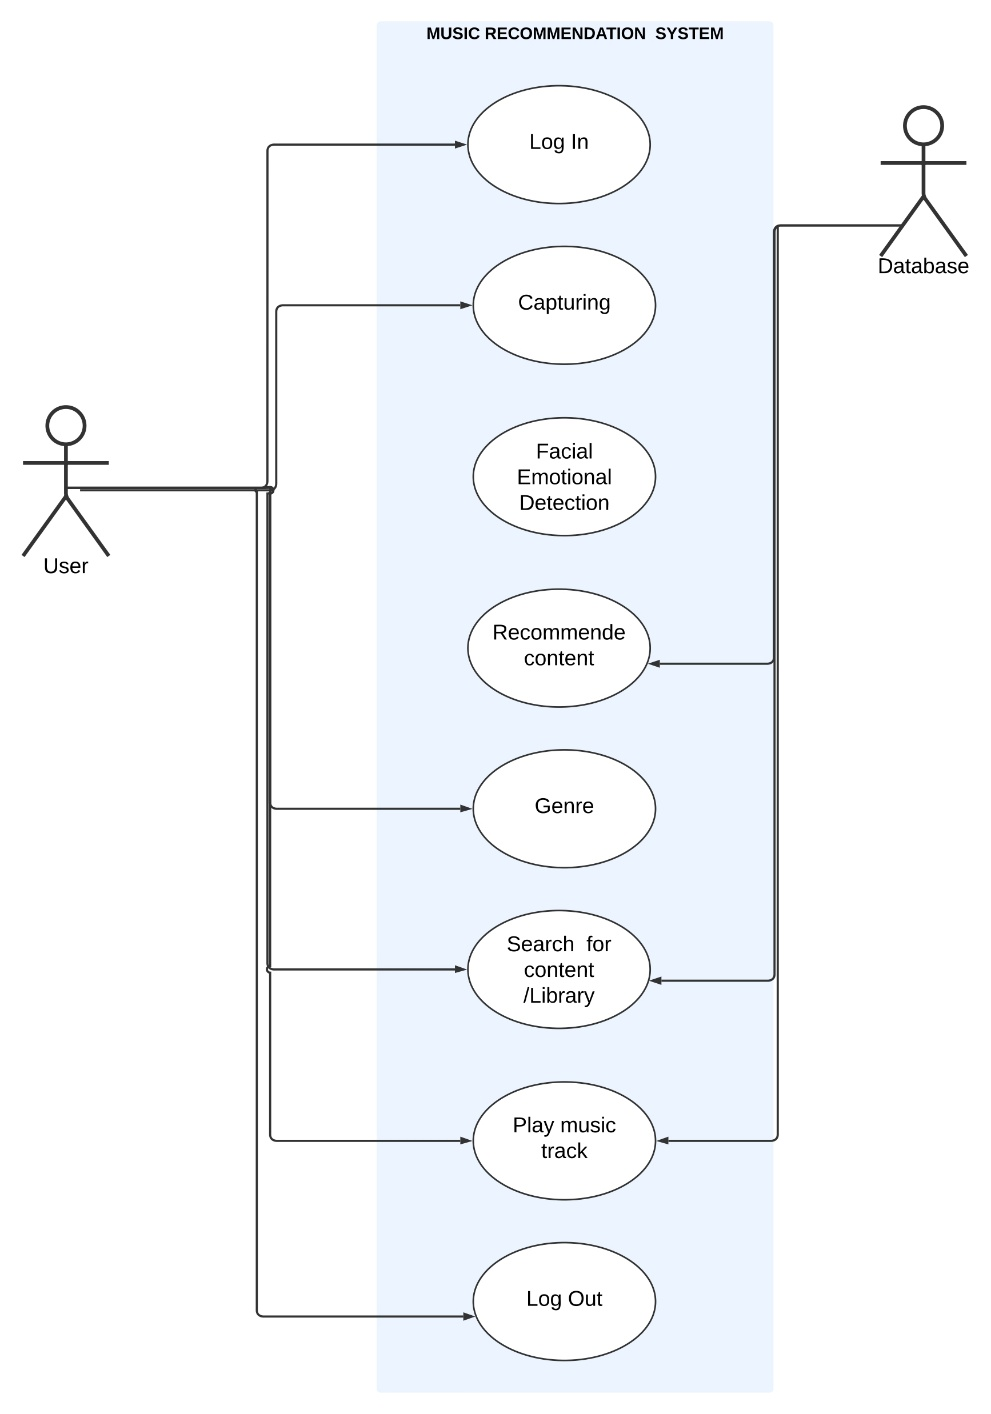 MUSIC RECOMMENDATION SYSTEM
Log In
Database
Capturing
Facial
Emotional
Detection
User
Recommende
content
Genre
Search for
content
/Library
Play music
track
Log Out